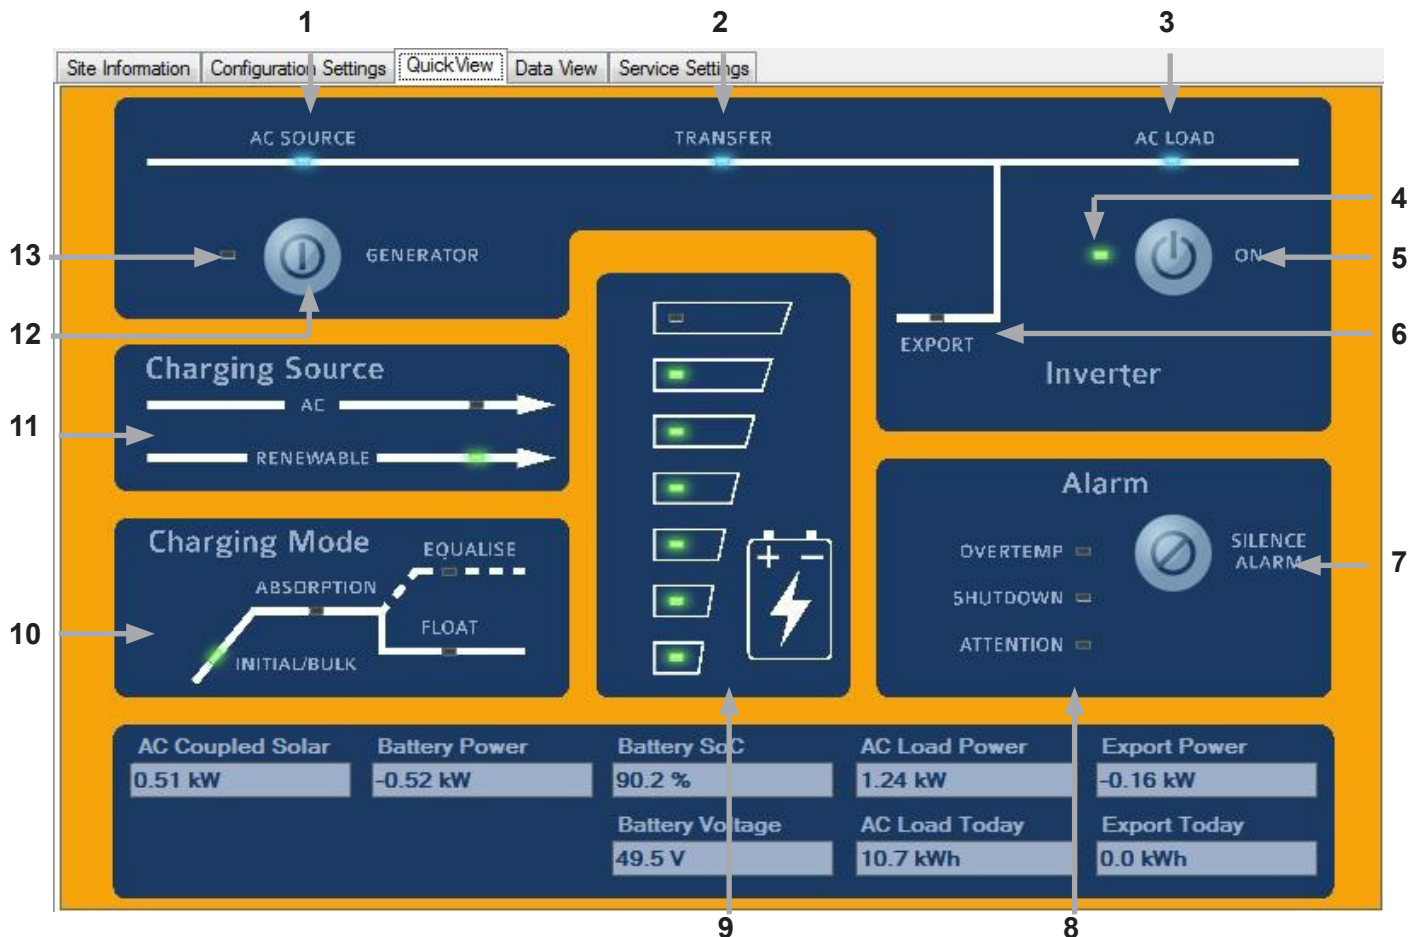 1 2 3
Site Information Configuration Settings QuickView Data View Service Settings
AC SOURCE TRANSFER AC LOAD
4
13 GENERATOR ON 5
12 EXPORT 6
Charging Source Inverter
AC
11 RENEWABLE
Alarm
Charging Mode EQUALISE
OVERTEMP SILENCE
ALARM 7
ABSORPTION
SHUTDOWN
+ -
10 FLOAT
INITIAL/BULK
ATTENTION
AC Coupled Solar Battery Power Battery SoC AC Load Power Export Power
0.51 kW -0.52 kW 90.2 % 1.24 kW -0.16 kW
Battery Voltage AC Load Today Export Today
49.5 V 10.7 kWh 0.0 kWh
9 8